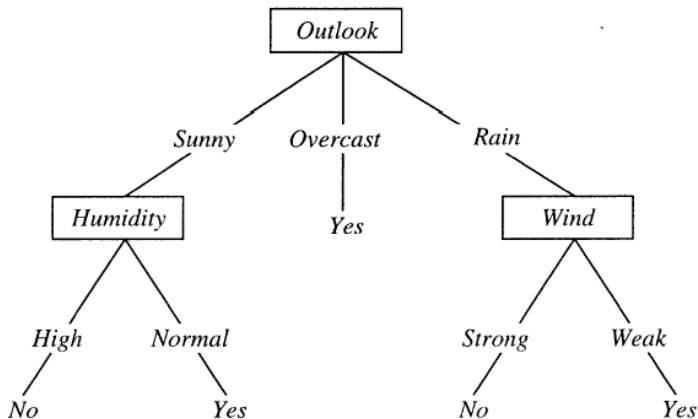 Outlook
Sunny Overcast Rain
Humidity Yes Wind
High Normal Strong Weak
No Yes No Yes